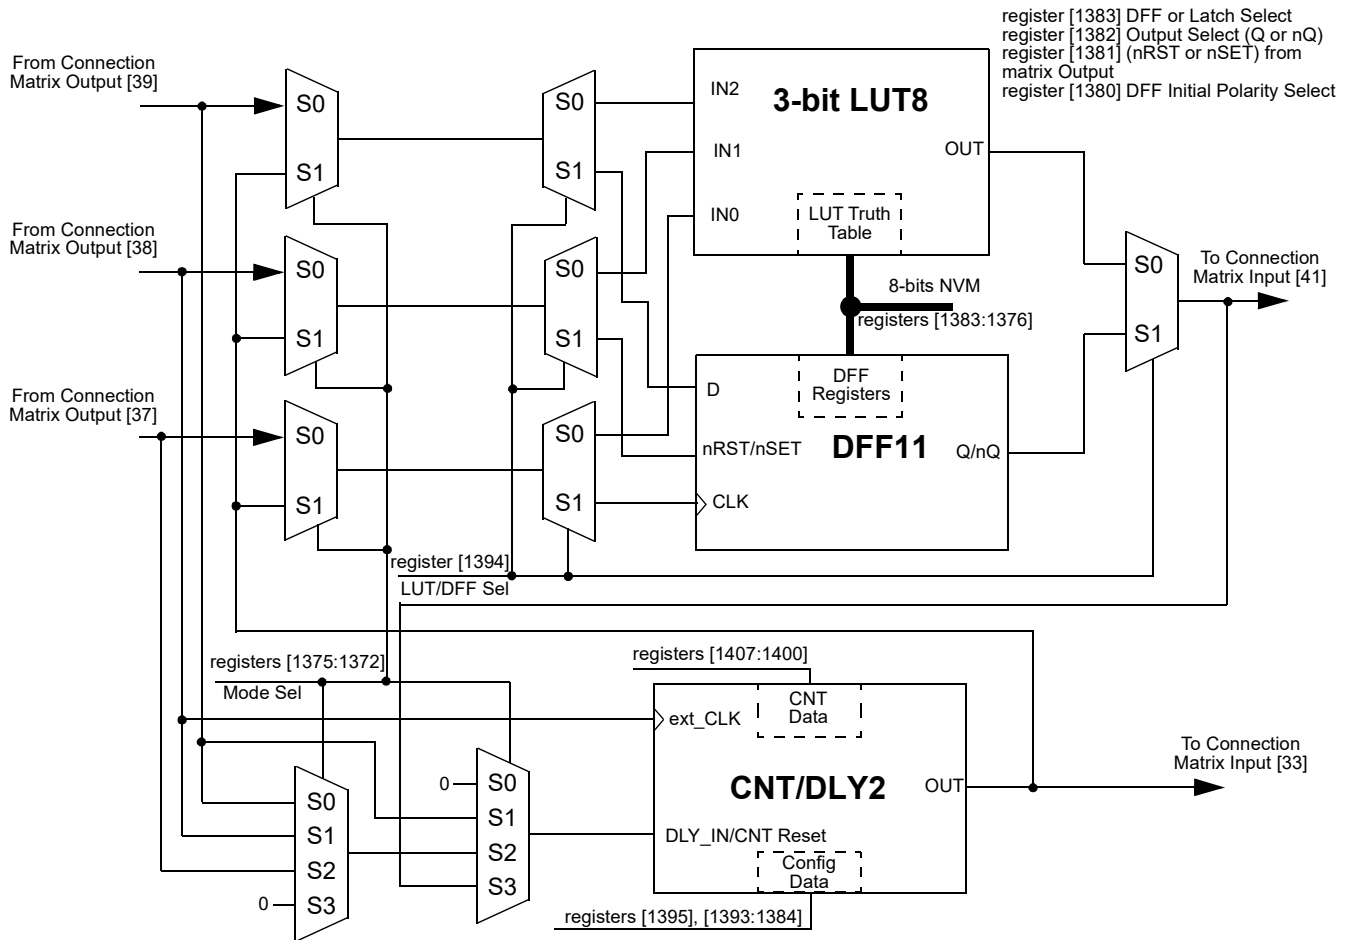 register [1383] DFF or Latch Select
register [1382] Output Select (Q or nQ)
register [1381] (nRST or nSET) from
matrix Output
register [1380] DFF Initial Polarity Select
From Connection
Matrix Output [39]
S0
S1
S0
S1
IN2
3-bit LUT8
IN1
OUT
IN0
LUT Truth
Table
From Connection
Matrix Output [38]
S0
S1
S0
S1
8-bits NVM
registers [1383:1376]
S0
S1
To Connection
Matrix Input [41]
From Connection
Matrix Output [37]
S0
S1
S0
S1
D
DFF
Registers
nRST/nSET
DFF11
Q/nQ
CLK
register [1394]
LUT/DFF Sel
registers [1375:1372]
Mode Sel
registers [1407:1400]
CNT
Data
ext_CLK
CNT/DLY2
OUT
To Connection
Matrix Input [33]
DLY_IN/CNT Reset
Config
Data
registers [1395], [1393:1384]
S0
S1
S2
0
S3
0
S0
S1
S2
S3